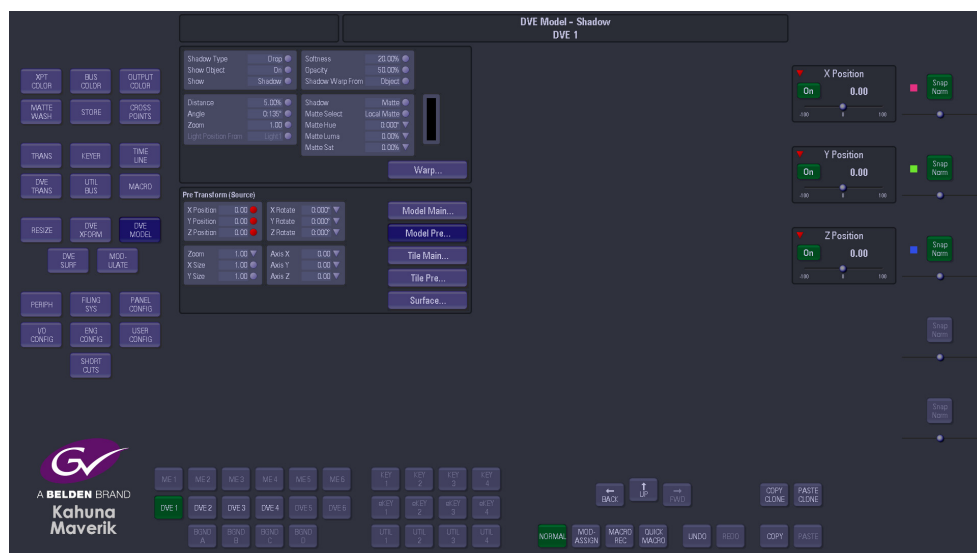 DVE Model - Shadow
DVE 1
XPT COLOR
BUS COLOR
OUTPUT COLOR
MATTE WASH
STORE
CROSS POINTS
TRANS
KEYER
TIME LINE
DVE TRANS
UTIL BUS
MACRO
RESIZE
DVE XFORM
DVE MODEL
DVE SURF
MOD- ULATE
PERIPH
FILING SYS
PANEL CONFIG
I/O CONFIG
ENG CONFIG
USER CONFIG
SHORT CUTS
Shadow Type Drop
Show Object On
Show Shadow
Softness 20.00%
Opacity 50.00%
Shadow Warp From Object
Distance 5.00%
Angle 0:135°
Zoom 1.00
Light Position From Light 1
Shadow Matte
Matte Select Local Matte
Matte Hue 0:000°
Matte Luma 0.00%
Matte Sat 0.00%
Warp...
Pre Transform (Source)
X Position 0.00
Y Position 0.00
Z Position 0.00
X Rotate 0:000°
Y Rotate 0:000°
Z Rotate 0:000°
Zoom 1.00
X Size 1.00
Y Size 1.00
Axis X 0.00
Axis Y 0.00
Axis Z 0.00
Model Main...
Model Pre...
Tile Main...
Tile Pre...
Surface...
X Position
On 0.00
-100 0 100
Snap Norm
Y Position
On 0.00
-100 0 100
Snap Norm
Z Position
On 0.00
-100 0 100
Snap Norm
Snap Norm
Snap Norm
GV
A BELDEN BRAND
Kahuna
Maverik
ME 1 ME 2 ME 3 ME 4 ME 5 ME 6
DVE 1 DVE 2 DVE 3 DVE 4 DVE 5 DVE 6
BGND A BGND B BGND C BGND D
KEY 1 KEY 2 KEY 3 KEY 4
UTIL 1 UTIL 2 UTIL 3 UTIL 4
BACK UP FWD
COPY CLONE PASTE CLONE
NORMAL MOD- ASSIGN MACRO REC QUICK MACRO UNDO REDO COPY PASTE